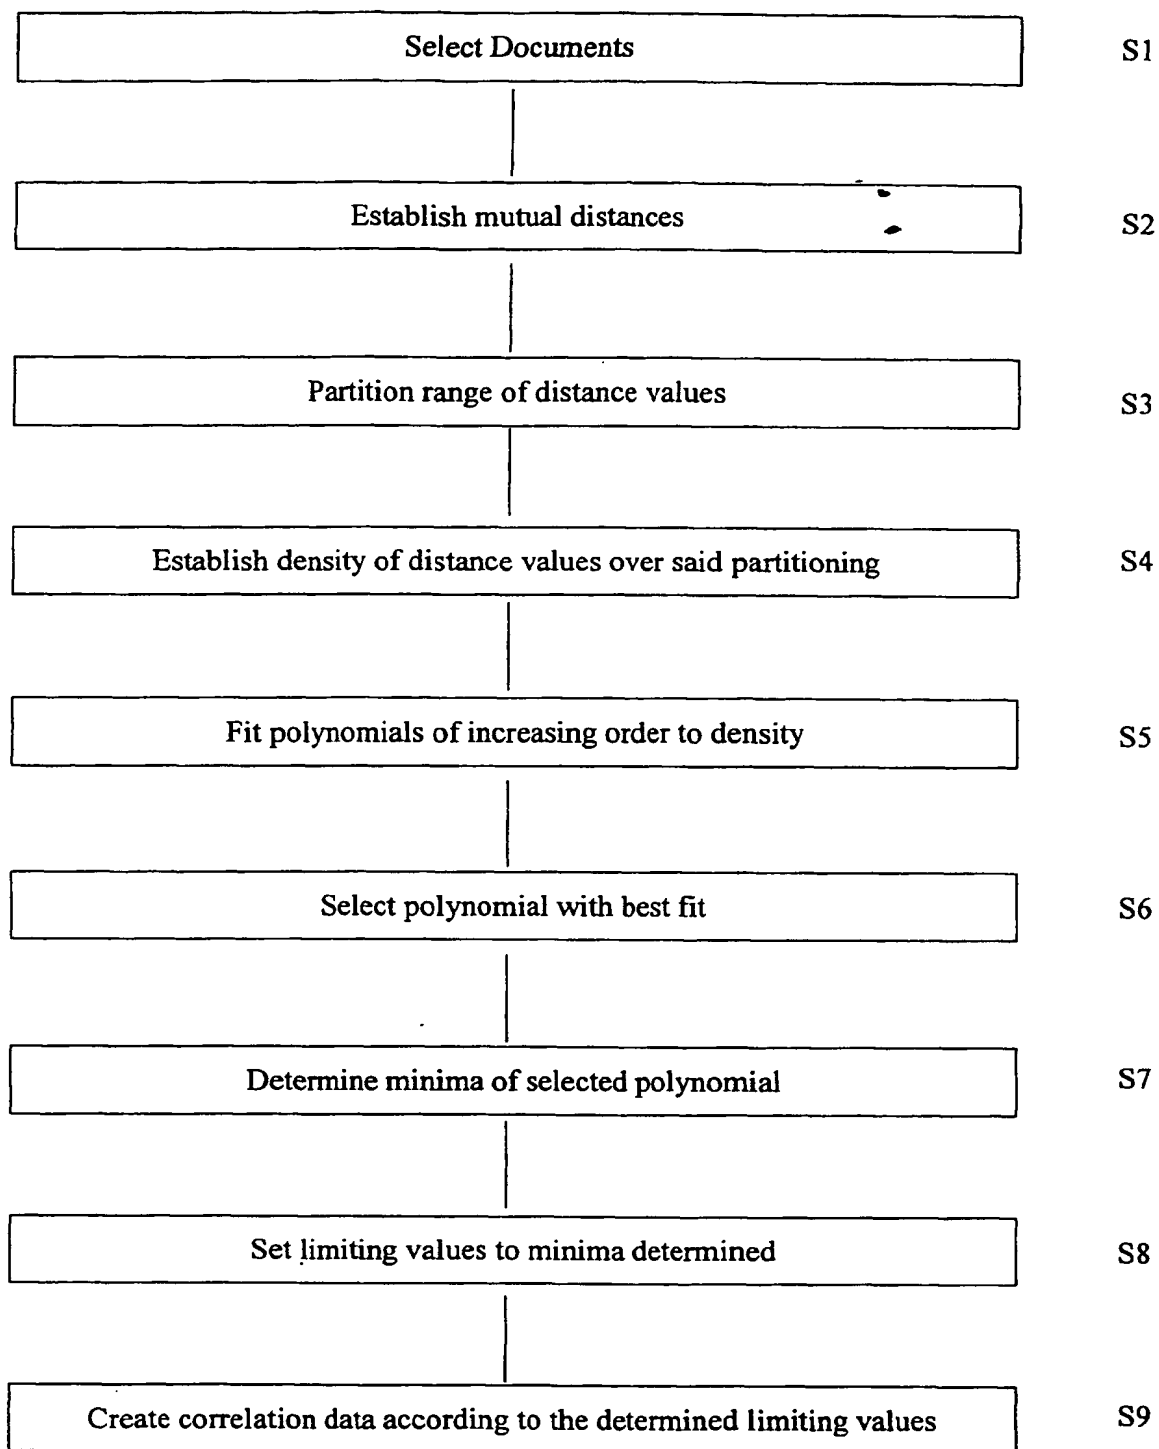 Select Documents S1
Establish mutual distances S2
Partition range of distance values S3
Establish density of distance values over said partitioning S4
Fit polynomials of increasing order to density S5
Select polynomial with best fit S6
Determine minima of selected polynomial S7
Set limiting values to minima determined S8
Create correlation data according to the determined limiting values S9